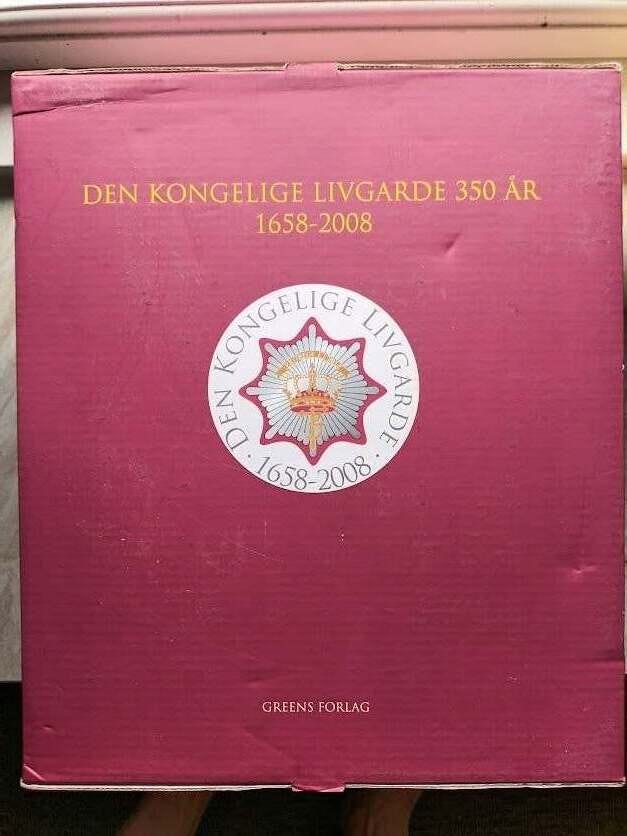 DEN KONGELIGE LIVGARDE 350 ÅR
1658-2008
DEN KONGELIGE LIVGARDE
· 1658-2008 ·
GREENS FORLAG